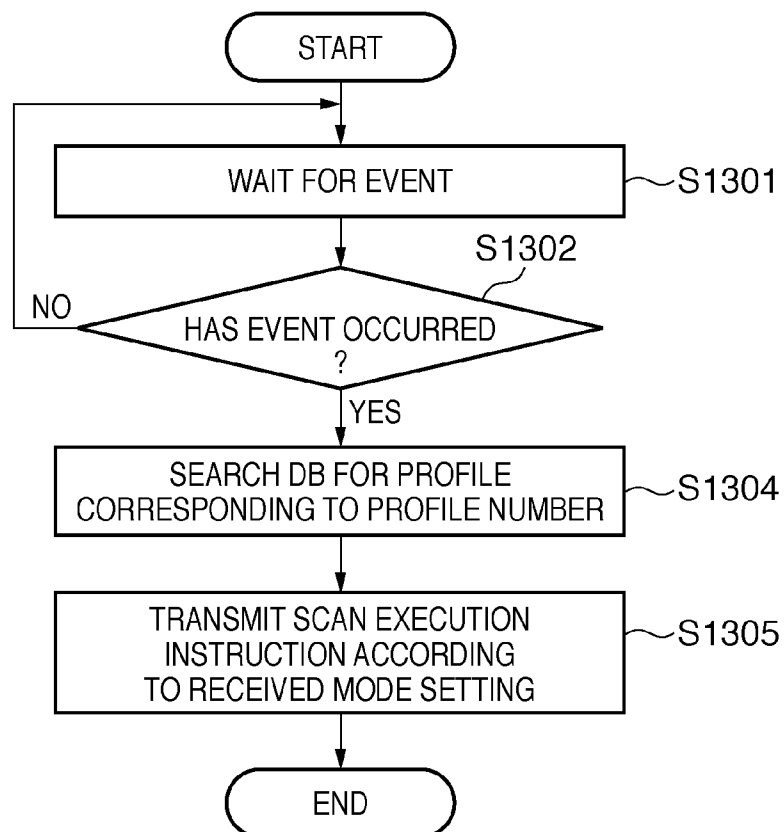 START
WAIT FOR EVENT
S1301
S1302
NO
HAS EVENT OCCURRED
?
YES
SEARCH DB FOR PROFILE
CORRESPONDING TO PROFILE NUMBER
S1304
TRANSMIT SCAN EXECUTION
INSTRUCTION ACCORDING
TO RECEIVED MODE SETTING
S1305
END